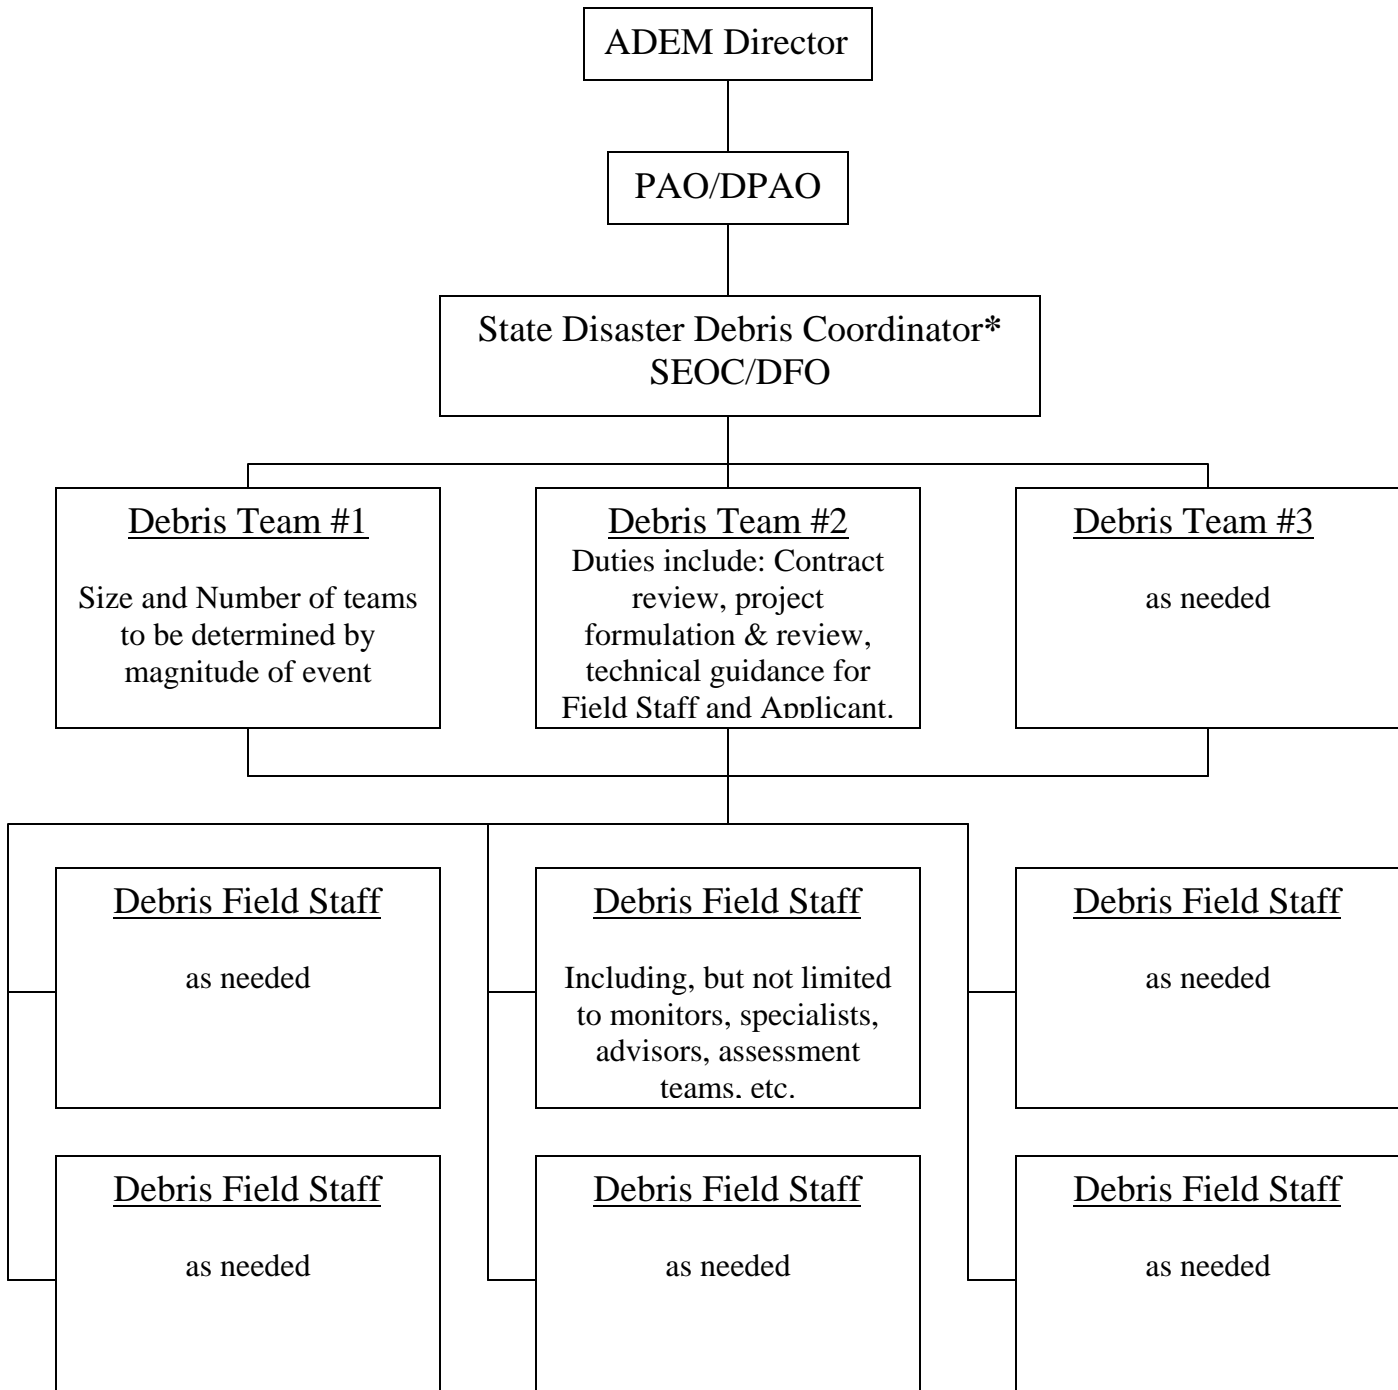 ADEM Director
PAO/DPAO
State Disaster Debris Coordinator*
SEOC/DFO
Debris Team #1
Size and Number of teams
to be determined by
magnitude of event
Debris Team #2
Duties include: Contract
review, project
formulation & review,
technical guidance for
Field Staff and Applicant.
Debris Team #3
as needed
Debris Field Staff
as needed
Debris Field Staff
Including, but not limited
to monitors, specialists,
advisors, assessment
teams, etc.
Debris Field Staff
as needed
Debris Field Staff
as needed
Debris Field Staff
as needed
Debris Field Staff
as needed